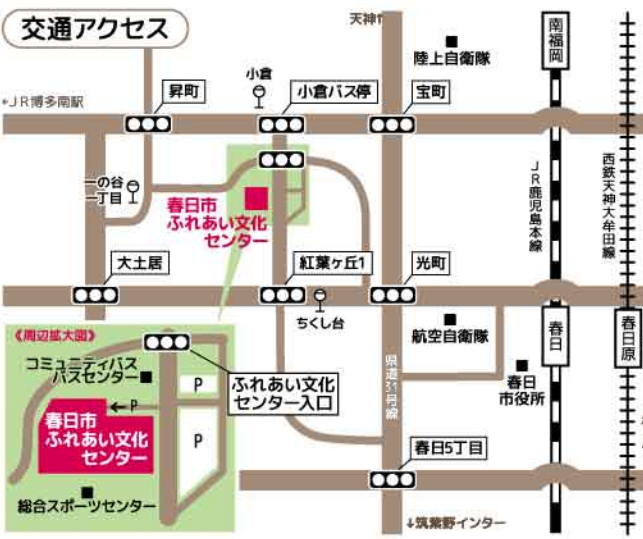 交通アクセス
天神
陸上自衛隊
南福岡
小倉
昇町
小倉バス停
宝町
←JR博多南駅
一の谷
一丁目
春日市
ふれあい文化
センター
JR鹿児島本線
西鉄天神大牟田線
大土居
紅葉ヶ丘1
光町
ちくし台
航空自衛隊
春日
春日原
県道31号線
春日
市役所
《周辺拡大図》
コミュニティバス
バスセンター
P
ふれあい文化
センター入口
←P
春日市
ふれあい文化
センター
P
総合スポーツセンター
春日5丁目
↓筑紫野インター